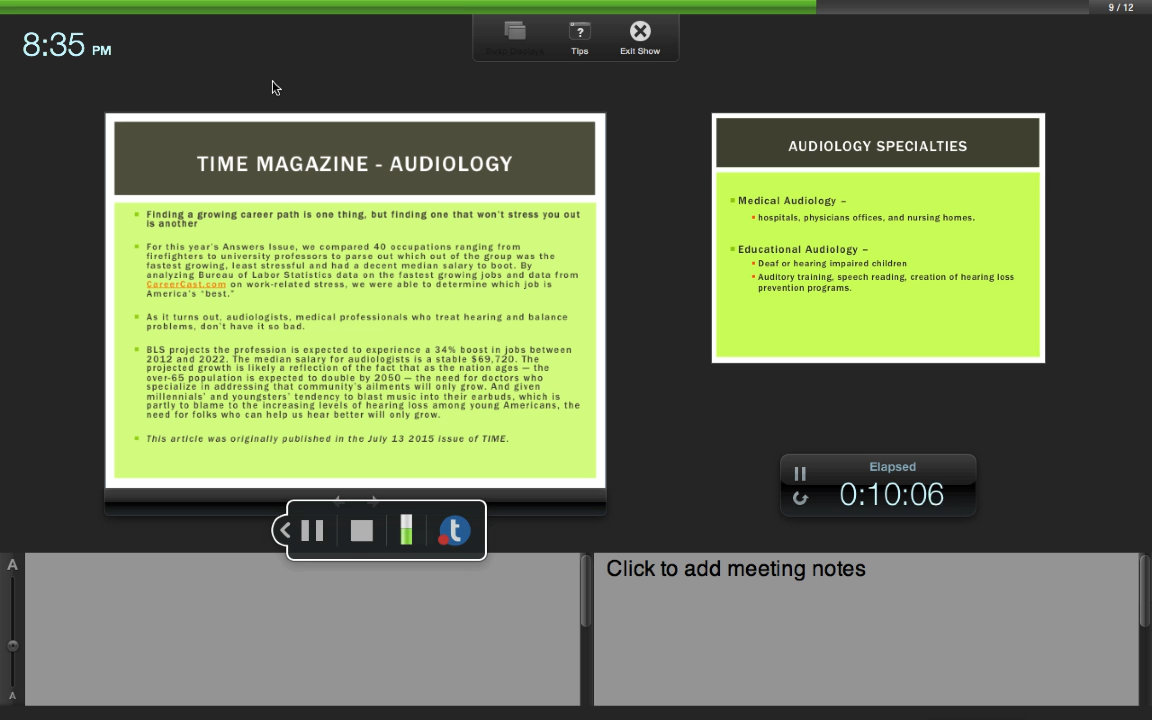 9 / 12
8:35 PM
Swap Displays
Tips
Exit Show
TIME MAGAZINE - AUDIOLOGY
Finding a growing career path is one thing, but finding one that won't stress you out
is another
For this year's Answers Issue, we compared 40 occupations ranging from
firefighters to university professors to parse out which out of the group was the
fastest growing, least stressful and had a decent median salary to boot. By
analyzing Bureau of Labor Statistics data on the fastest growing jobs and data from
CareerCast.com on work-related stress, we were able to determine which job is
America's "best."
As it turns out, audiologists, medical professionals who treat hearing and balance
problems, don't have it so bad.
BLS projects the profession is expected to experience a 34% boost in jobs between
2012 and 2022. The median salary for audiologists is a stable $69,720. The
projected growth is likely a reflection of the fact that as the nation ages — the
over-65 population is expected to double by 2050 — the need for doctors who
specialize in addressing that community's ailments will only grow. And given
millennials' and youngsters' tendency to blast music into their earbuds, which is
partly to blame to the increasing levels of hearing loss among young Americans, the
need for folks who can help us hear better will only grow.
This article was originally published in the July 13 2015 issue of TIME.
AUDIOLOGY SPECIALTIES
Medical Audiology –
hospitals, physicians offices, and nursing homes.
Educational Audiology –
Deaf or hearing impaired children
Auditory training, speech reading, creation of hearing loss
prevention programs.
Elapsed
0:10:06
t
A
A
Click to add meeting notes